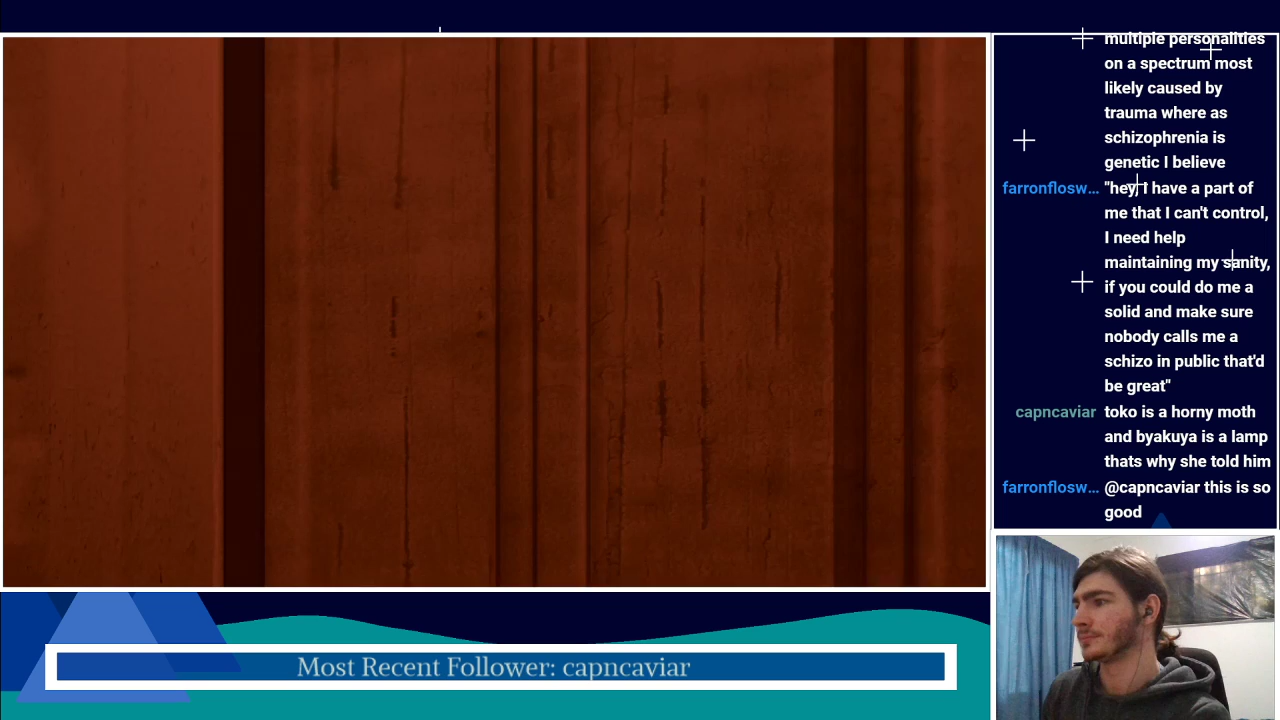 multiple personalities
on a spectrum most
likely caused by
trauma where as
schizophrenia is
genetic I believe
farronflosw... "hey, I have a part of
me that I can't control,
I need help
maintaining my sanity,
if you could do me a
solid and make sure
nobody calls me a
schizo in public that'd
be great"
capncaviar toko is a horny moth
and byakuya is a lamp
thats why she told him
farronflosw... @capncaviar this is so
good
Most Recent Follower: capncaviar